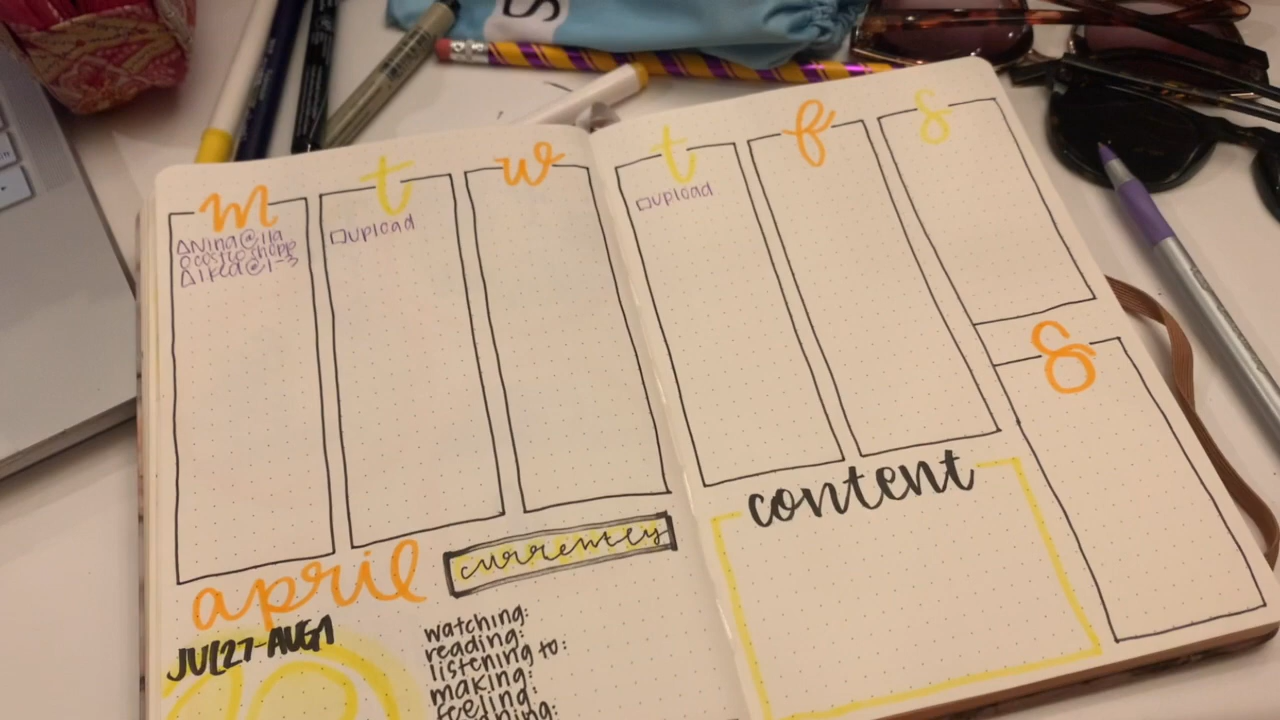 m
t
w
t
f
s
s
△Nina@11a
○costco shopp
△ikea@1-3
□upload
□upload
content
april
currently
JUL27-AUG1
watching:
reading:
listening to:
making:
feeling: